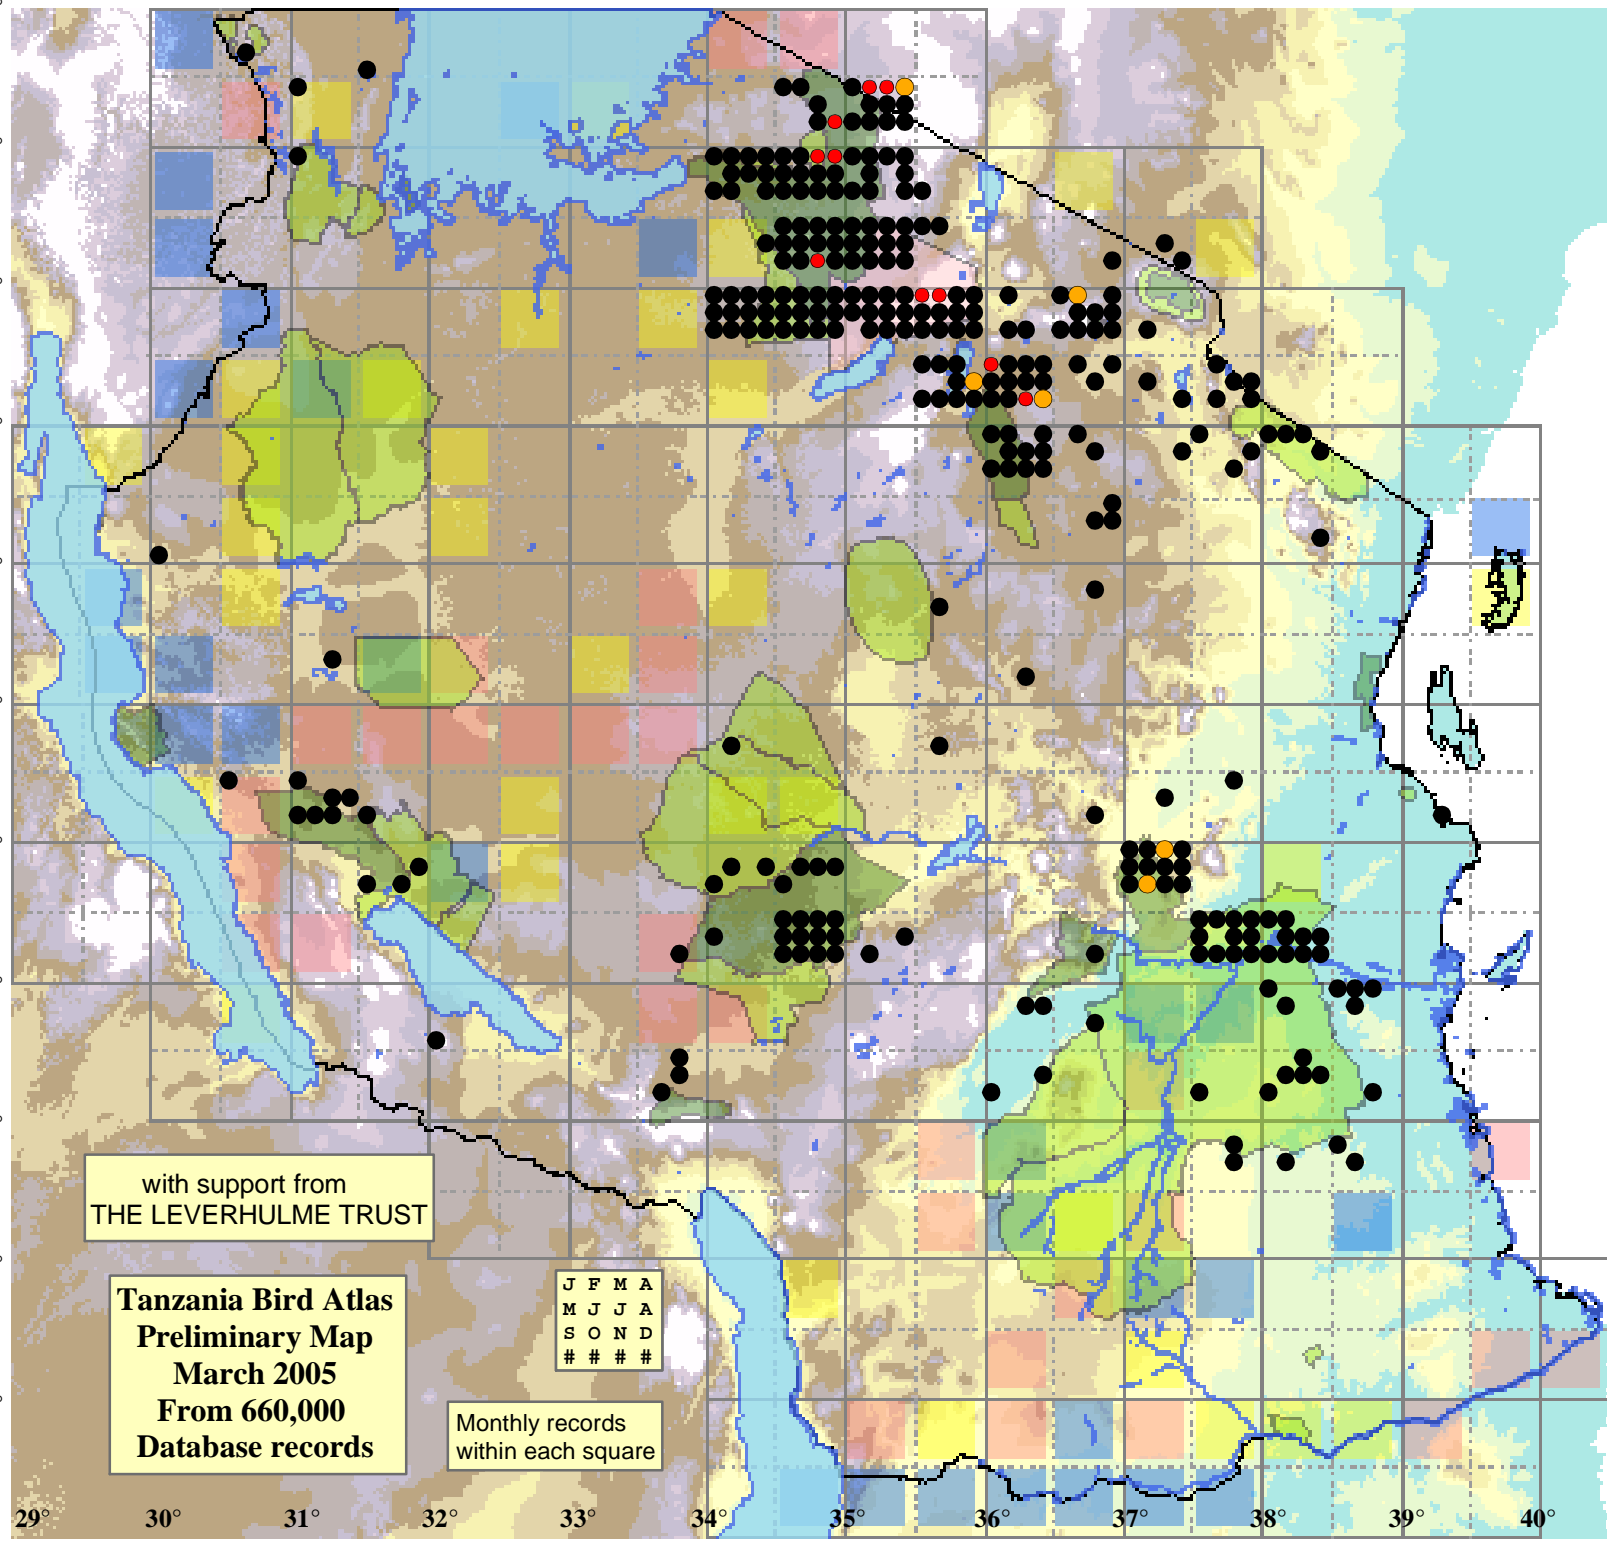 with support from
THE LEVERHULME TRUST
Tanzania Bird Atlas
Preliminary Map
March 2005
From 660,000
Database records
J F M A
M J J A
S O N D
# # # #
Monthly records
within each square
29° 30° 31° 32° 33° 34° 35° 36° 37° 38° 39° 40°